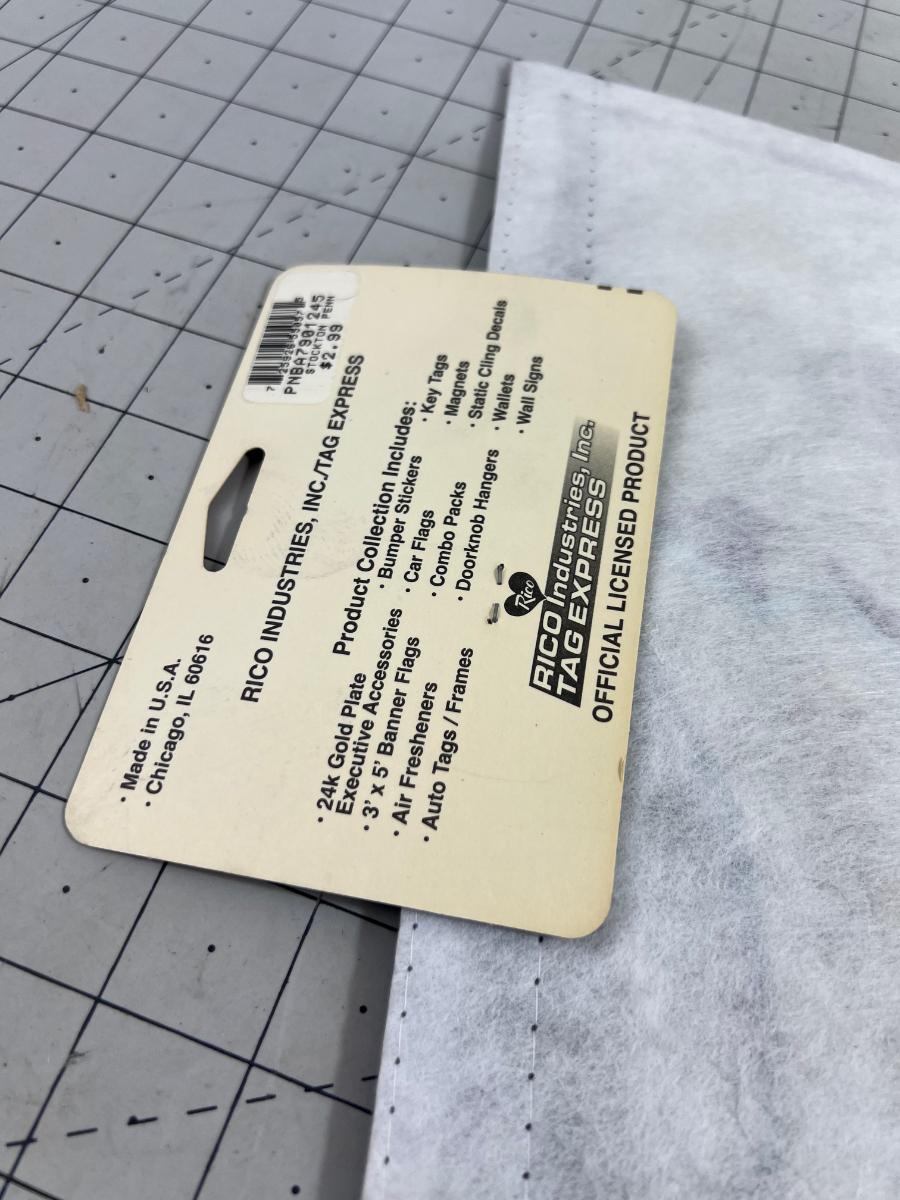 PNBA7901245
STOCKTON PENN
$2.99
• Made in U.S.A.
• Chicago, IL 60616
RICO INDUSTRIES, INC./TAG EXPRESS
Product Collection Includes:
• 24k Gold Plate
Executive Accessories
• 3' x 5' Banner Flags
• Air Fresheners
• Auto Tags / Frames
• Bumper Stickers
• Car Flags
• Combo Packs
• Doorknob Hangers
• Key Tags
• Magnets
• Static Cling Decals
• Wallets
• Wall Signs
Rico
RICO Industries, Inc.
TAG EXPRESS
OFFICIAL LICENSED PRODUCT